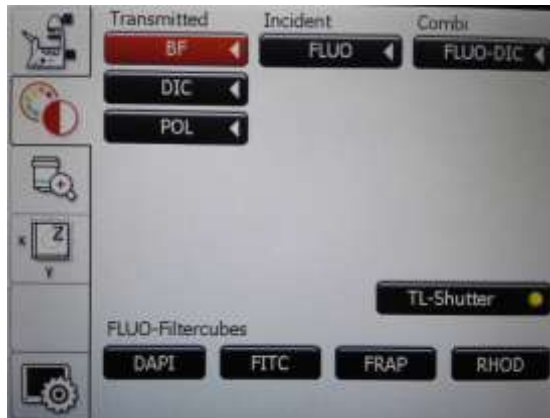 Transmitted Incident Combi
BF FLUO FLUO-DIC
DIC
POL
x Z
Y
TL-Shutter
FLUO-Filtercubes
DAPI FITC FRAP RHOD